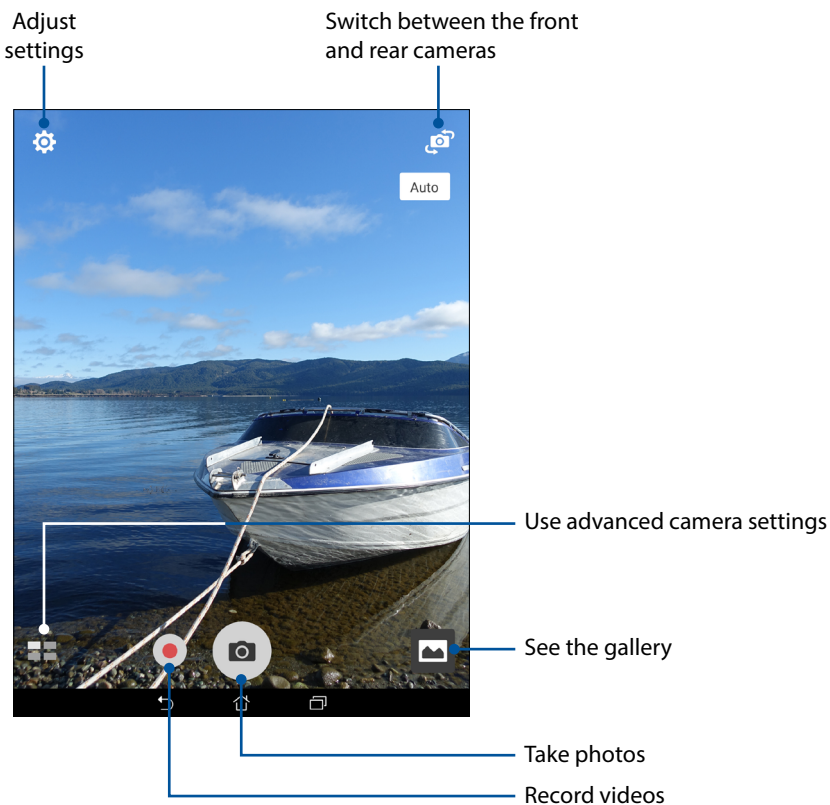 Adjust
settings
Switch between the front
and rear cameras
Auto
Use advanced camera settings
See the gallery
Take photos
Record videos